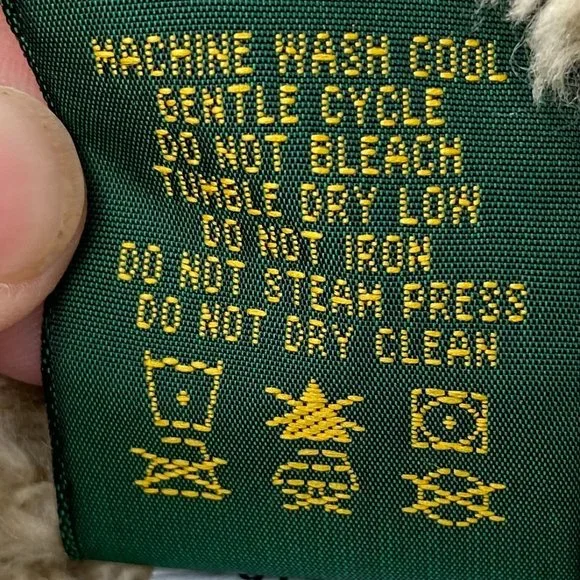 MACHINE WASH COOL
GENTLE CYCLE
DO NOT BLEACH
TUMBLE DRY LOW
DO NOT IRON
DO NOT STEAM PRESS
DO NOT DRY CLEAN